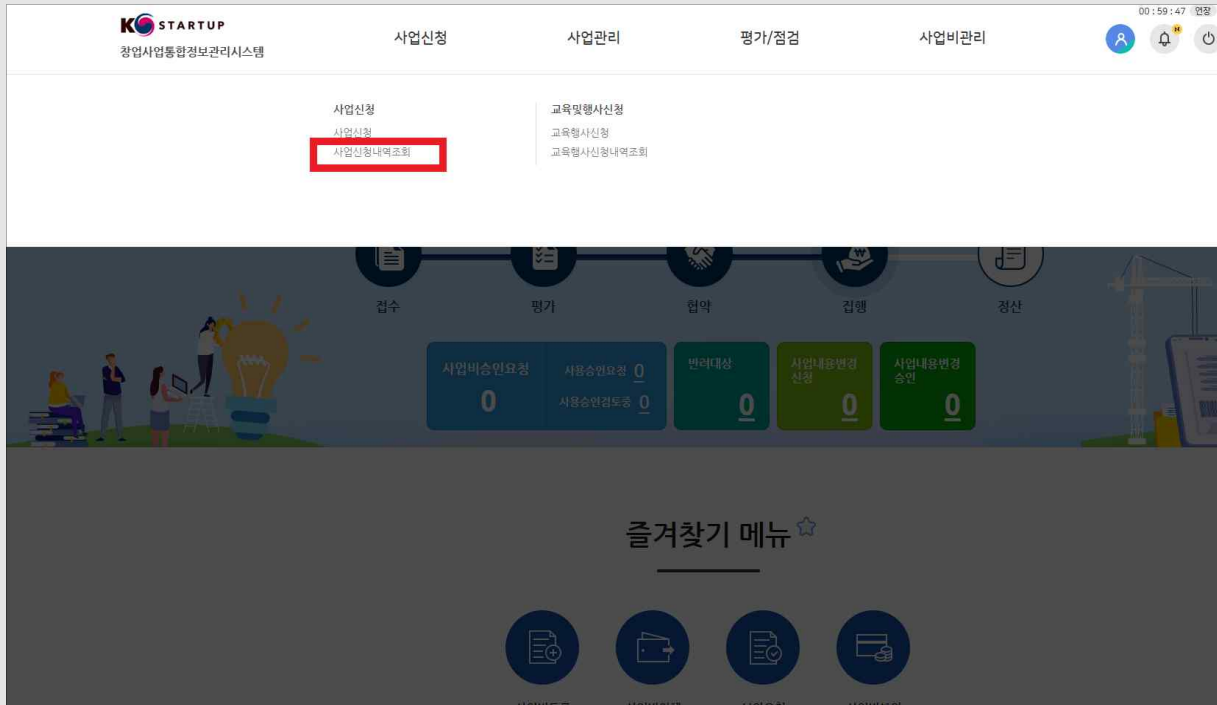 K STARTUP
창업사업통합정보관리시스템
사업신청
사업관리
평가/점검
사업비관리
00:59:47 연장
사업신청
사업신청
사업신청내역조회
교육및행사신청
교육행사신청
교육행사신청내역조회
접수
평가
협약
집행
정산
사업비승인요청
0
사용승인요청 0
사용승인검토중 0
반려대상
0
사업내용변경
신청
0
사업내용변경
승인
0
즐겨찾기 메뉴